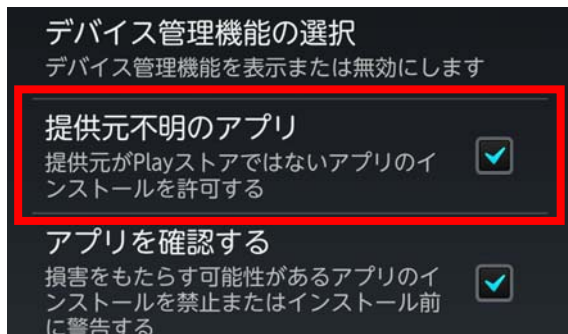 デバイス管理機能の選択
デバイス管理機能を表示または無効にします
提供元不明のアプリ
提供元がPlayストアではないアプリのイ
ンストールを許可する
アプリを確認する
損害をもたらす可能性があるアプリのイ
ンストールを禁止またはインストール前
に警告する